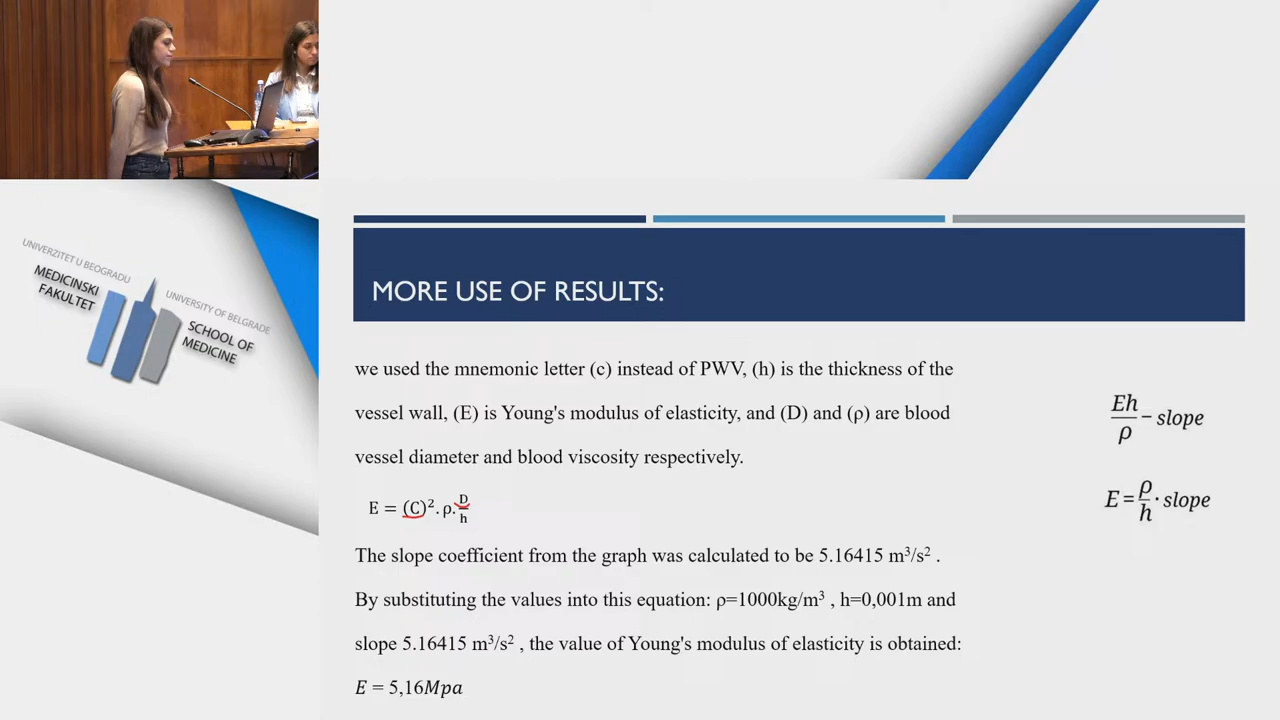 UNIVERZITET U BEOGRADU
MEDICINSKI
FAKULTET
UNIVERSITY OF BELGRADE
SCHOOL OF
MEDICINE
MORE USE OF RESULTS:
we used the mnemonic letter (c) instead of PWV, (h) is the thickness of the
vessel wall, (E) is Young's modulus of elasticity, and (D) and (ρ) are blood
vessel diameter and blood viscosity respectively.
E = (C)². ρ. D/h
The slope coefficient from the graph was calculated to be 5.16415 m³/s² .
By substituting the values into this equation: ρ=1000kg/m³ , h=0,001m and
slope 5.16415 m³/s² , the value of Young's modulus of elasticity is obtained:
E = 5,16Mpa
Eh/ρ − slope
E = ρ/h · slope